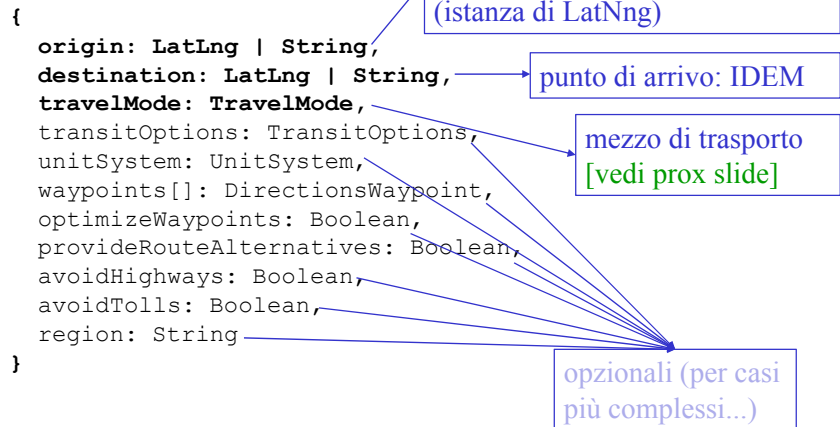 (istanza di LatNng)
{
origin: LatLng | String,
destination: LatLng | String,
punto di arrivo: IDEM
travelMode: TravelMode,
mezzo di trasporto
[vedi prox slide]
transitOptions: TransitOptions,
unitSystem: UnitSystem,
waypoints[]: DirectionsWaypoint,
optimizeWaypoints: Boolean,
provideRouteAlternatives: Boolean,
avoidHighways: Boolean,
avoidTolls: Boolean,
region: String
}
opzionali (per casi
più complessi...)